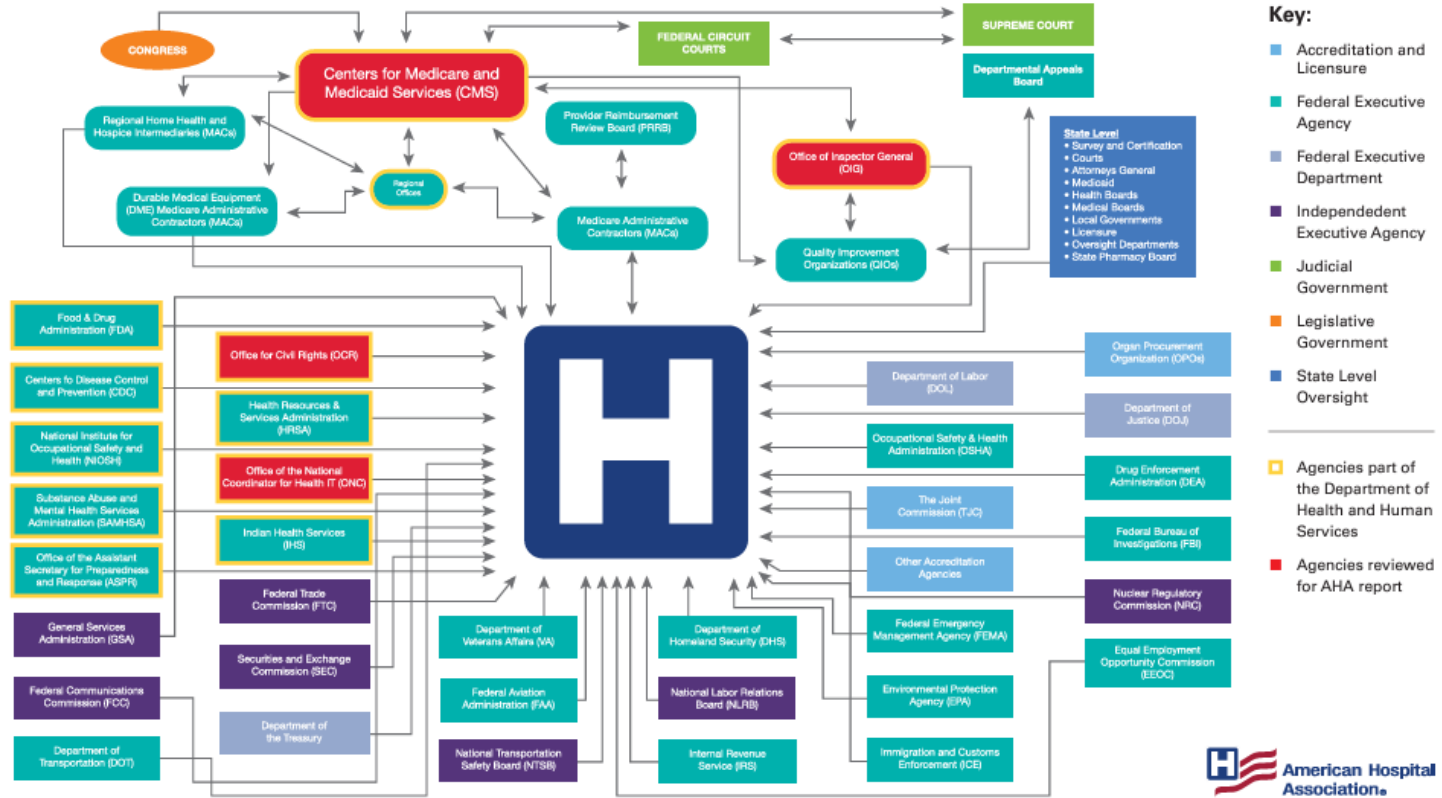 CONGRESS
FEDERAL CIRCUIT
COURTS
SUPREME COURT
Departmental Appeals
Board
Centers for Medicare and
Medicaid Services (CMS)
Regional Home Health and
Hospice Intermediaries (MACs)
Provider Reimbursement
Review Board (PRRB)
Office of Inspector General
(OIG)
Regional
Offices
Durable Medical Equipment
(DME) Medicare Administrative
Contractors (MACs)
Medicare Administrative
Contractors (MACs)
Quality Improvement
Organizations (QIOs)
State Level
• Survey and Certification
• Courts
• Attorneys General
• Medicaid
• Health Boards
• Medical Boards
• Local Governments
• Licensure
• Oversight Departments
• State Pharmacy Board
Food & Drug
Administration (FDA)
Centers fo Disease Control
and Prevention (CDC)
National Institute for
Occupational Safety and
Health (NIOSH)
Substance Abuse and
Mental Health Services
Administration (SAMHSA)
Office of the Assistant
Secretary for Preparedness
and Response (ASPR)
General Services
Administration (GSA)
Federal Communications
Commission (FCC)
Department of
Transportation (DOT)
Office for Civil Rights (OCR)
Health Resources &
Services Administration
(HRSA)
Office of the National
Coordinator for Health IT (ONC)
Indian Health Services
(IHS)
Federal Trade
Commission (FTC)
Securities and Exchange
Commission (SEC)
Department of
the Treasury
H
Department of
Veterans Affairs (VA)
Federal Aviation
Administration (FAA)
National Transportation
Safety Board (NTSB)
Department of
Homeland Security (DHS)
National Labor Relations
Board (NLRB)
Internal Revenue
Service (IRS)
Department of Labor
(DOL)
Occupational Safety & Health
Administration (OSHA)
The Joint
Commission (TJC)
Other Accreditation
Agencies
Federal Emergency
Management Agency (FEMA)
Environmental Protection
Agency (EPA)
Immigration and Customs
Enforcement (ICE)
Organ Procurement
Organization (OPOs)
Department of
Justice (DOJ)
Drug Enforcement
Administration (DEA)
Federal Bureau of
Investigations (FBI)
Nuclear Regulatory
Commission (NRC)
Equal Employment
Opportunity Commission
(EEOC)
Key:
Accreditation and
Licensure
Federal Executive
Agency
Federal Executive
Department
Independedent
Executive Agency
Judicial
Government
Legislative
Government
State Level
Oversight
Agencies part of
the Department of
Health and Human
Services
Agencies reviewed
for AHA report
H
American Hospital
Association®